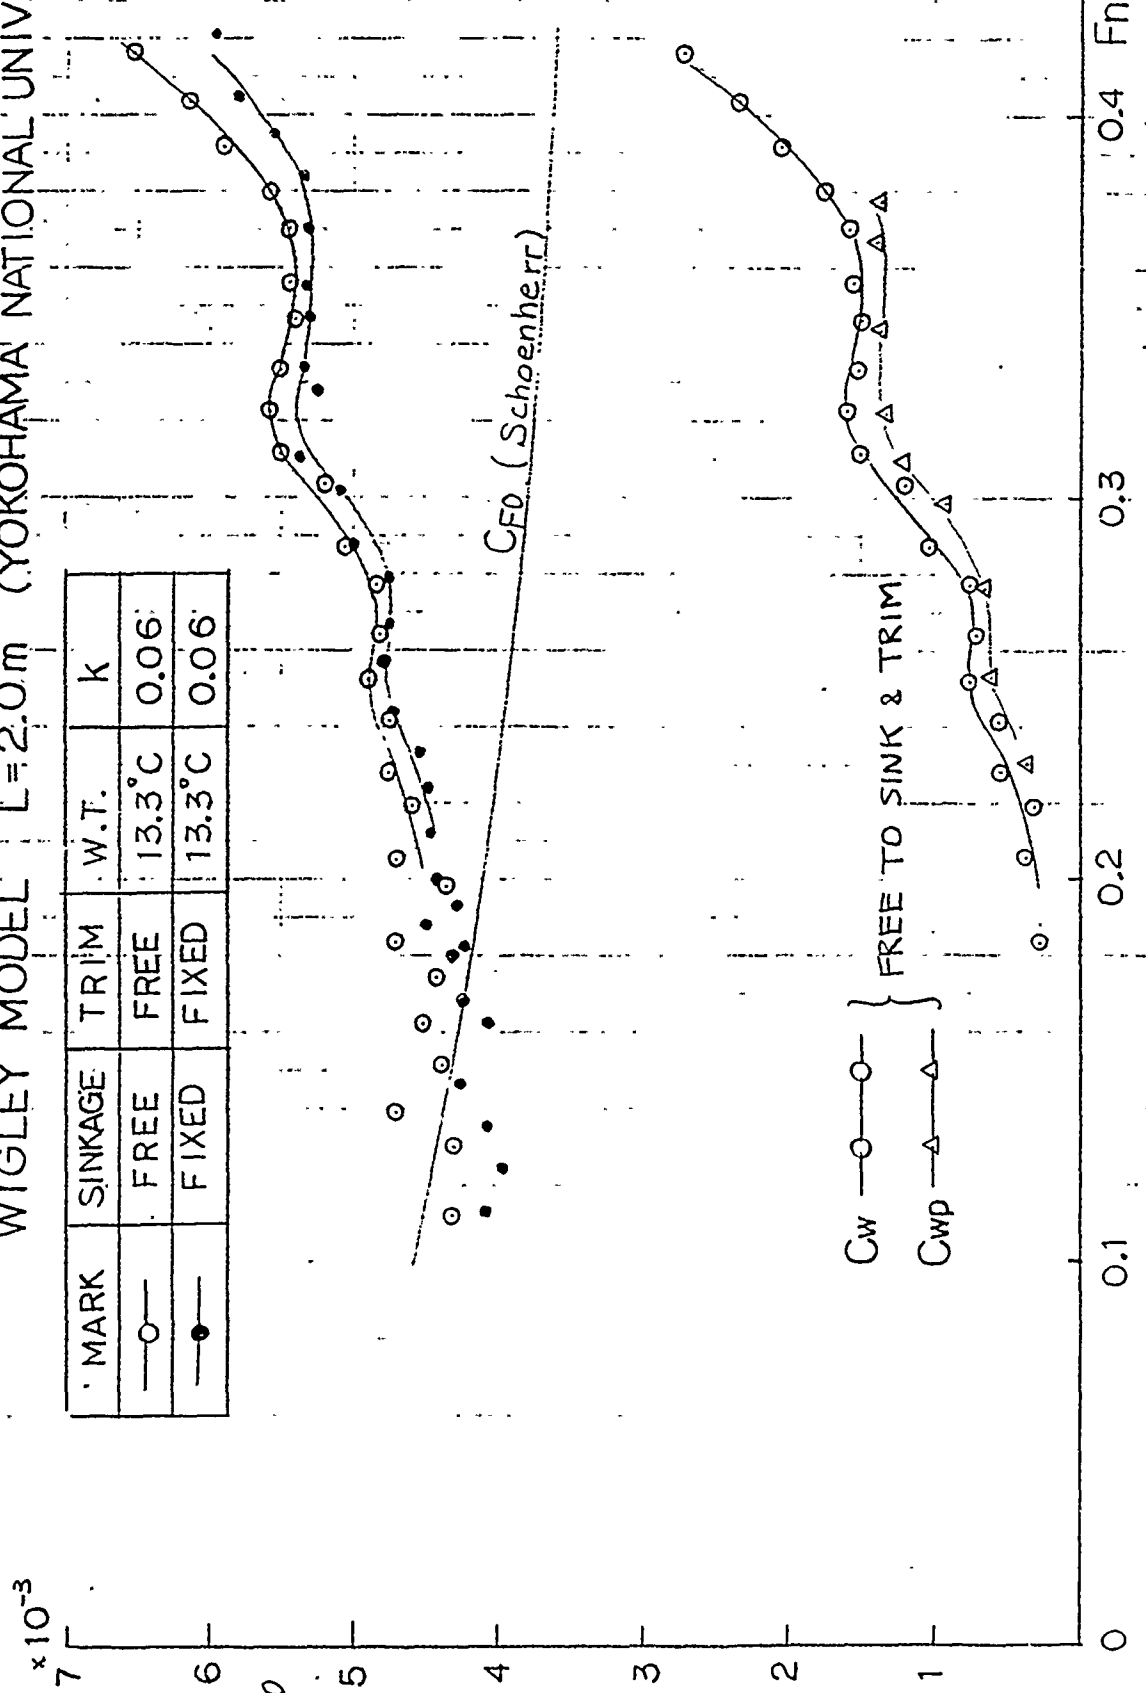 WIGLEY MODEL L=2.0m (YOKOHAMA NATIONAL UNIV
MARK SINKAGE TRIM W.T. k
FREE FREE 13.3°C 0.06
FIXED FIXED 13.3°C 0.06
×10⁻³
7
6
5
4
3
2
1
CFO (Schoenherr)
Cw
Cwp
FREE TO SINK & TRIM
0 0.1 0.2 0.3 0.4 Fn